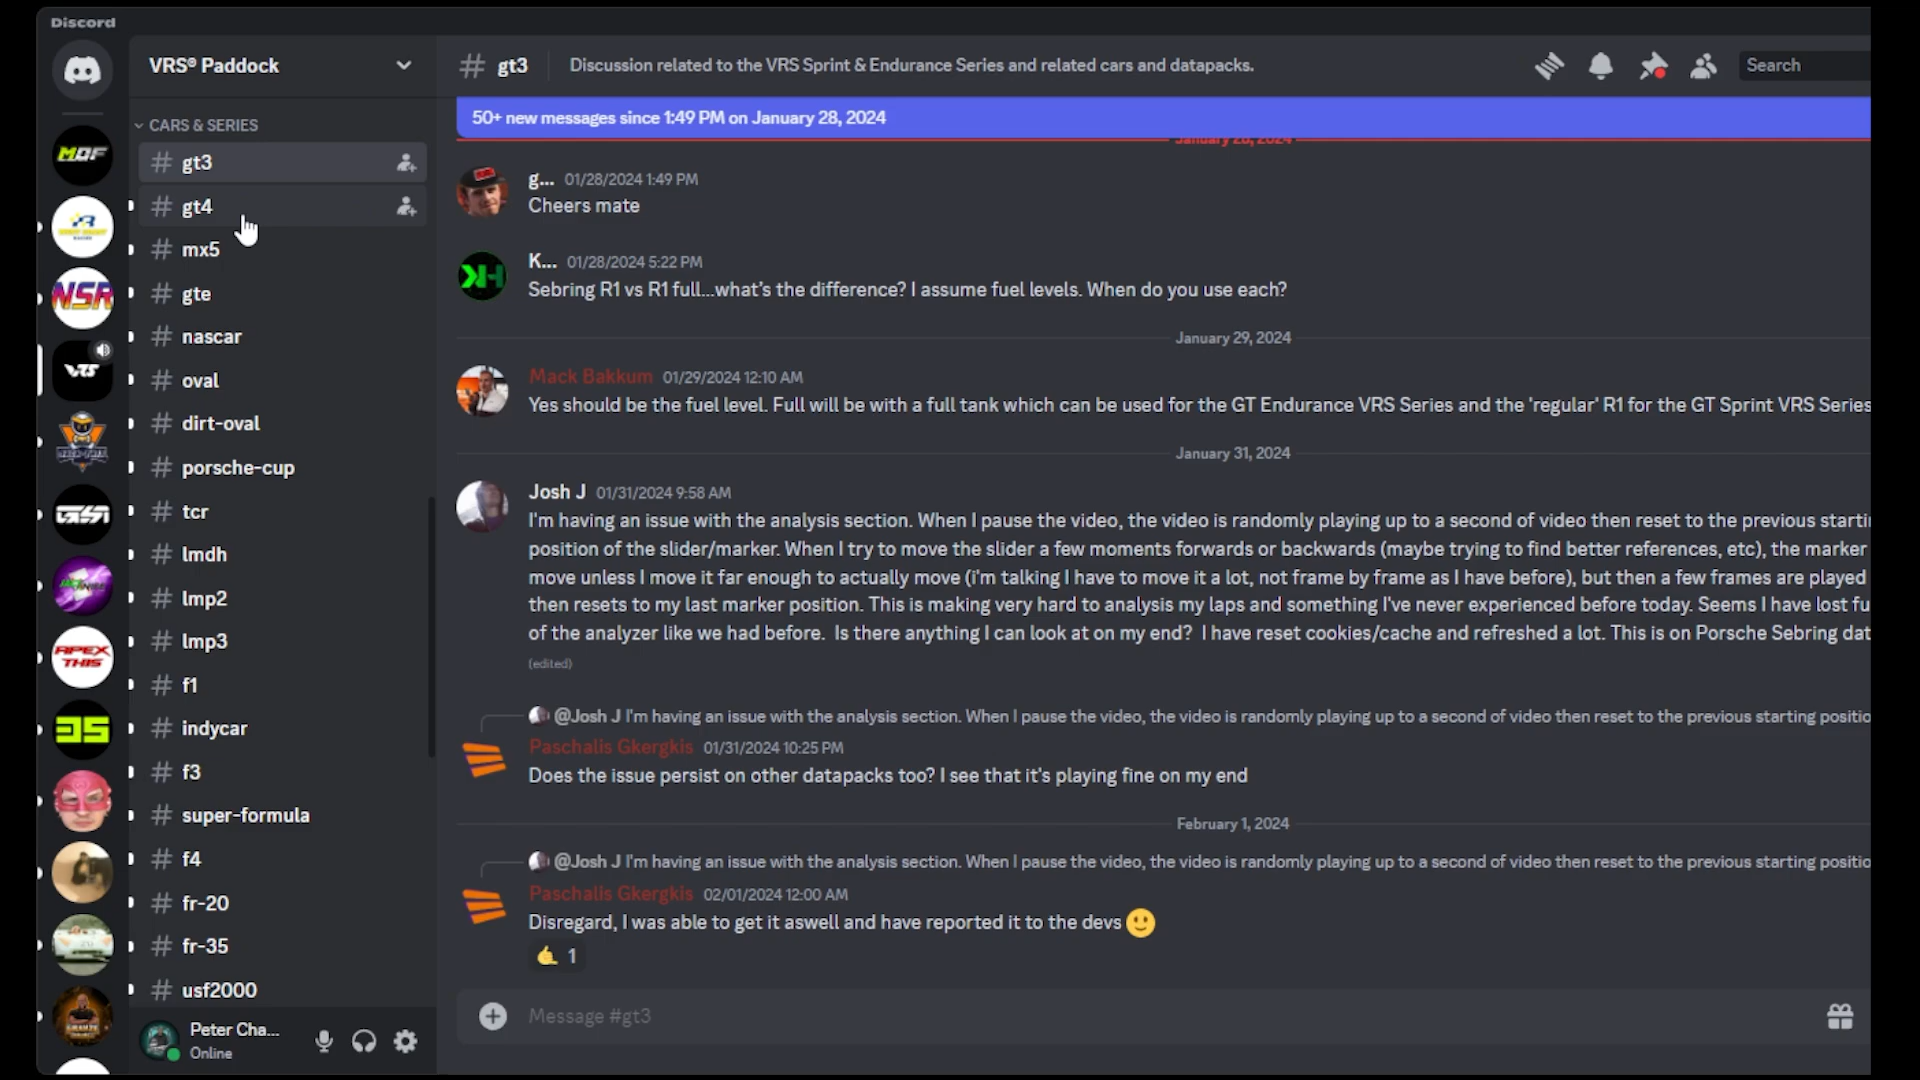 Discord
VRS® Paddock
# gt3
Discussion related to the VRS Sprint & Endurance Series and related cars and datapacks.
Search
50+ new messages since 1:49 PM on January 28, 2024
CARS & SERIES
# gt3
# gt4
# mx5
# gte
# nascar
# oval
# dirt-oval
# porsche-cup
# tcr
# lmdh
# lmp2
# lmp3
# f1
# indycar
# f3
# super-formula
# f4
# fr-20
# fr-35
# usf2000
MDF
NSR
VRS
GSI
APEX
THIS
Peter Cha...
Online
January 28, 2024
g... 01/28/2024 1:49 PM
Cheers mate
K... 01/28/2024 5:22 PM
Sebring R1 vs R1 full...what's the difference? I assume fuel levels. When do you use each?
January 29, 2024
Mack Bakkum 01/29/2024 12:10 AM
Yes should be the fuel level. Full will be with a full tank which can be used for the GT Endurance VRS Series and the 'regular' R1 for the GT Sprint VRS Series
January 31, 2024
Josh J 01/31/2024 9:58 AM
I'm having an issue with the analysis section. When I pause the video, the video is randomly playing up to a second of video then reset to the previous starti
position of the slider/marker. When I try to move the slider a few moments forwards or backwards (maybe trying to find better references, etc), the marker
move unless I move it far enough to actually move (i'm talking I have to move it a lot, not frame by frame as I have before), but then a few frames are played
then resets to my last marker position. This is making very hard to analysis my laps and something I've never experienced before today. Seems I have lost fu
of the analyzer like we had before. Is there anything I can look at on my end? I have reset cookies/cache and refreshed a lot. This is on Porsche Sebring dat
(edited)
@Josh J I'm having an issue with the analysis section. When I pause the video, the video is randomly playing up to a second of video then reset to the previous starting positio
Paschalis Gkergkis 01/31/2024 10:25 PM
Does the issue persist on other datapacks too? I see that it's playing fine on my end
February 1, 2024
@Josh J I'm having an issue with the analysis section. When I pause the video, the video is randomly playing up to a second of video then reset to the previous starting positio
Paschalis Gkergkis 02/01/2024 12:00 AM
Disregard, I was able to get it aswell and have reported it to the devs 🙂
🤙 1
Message #gt3